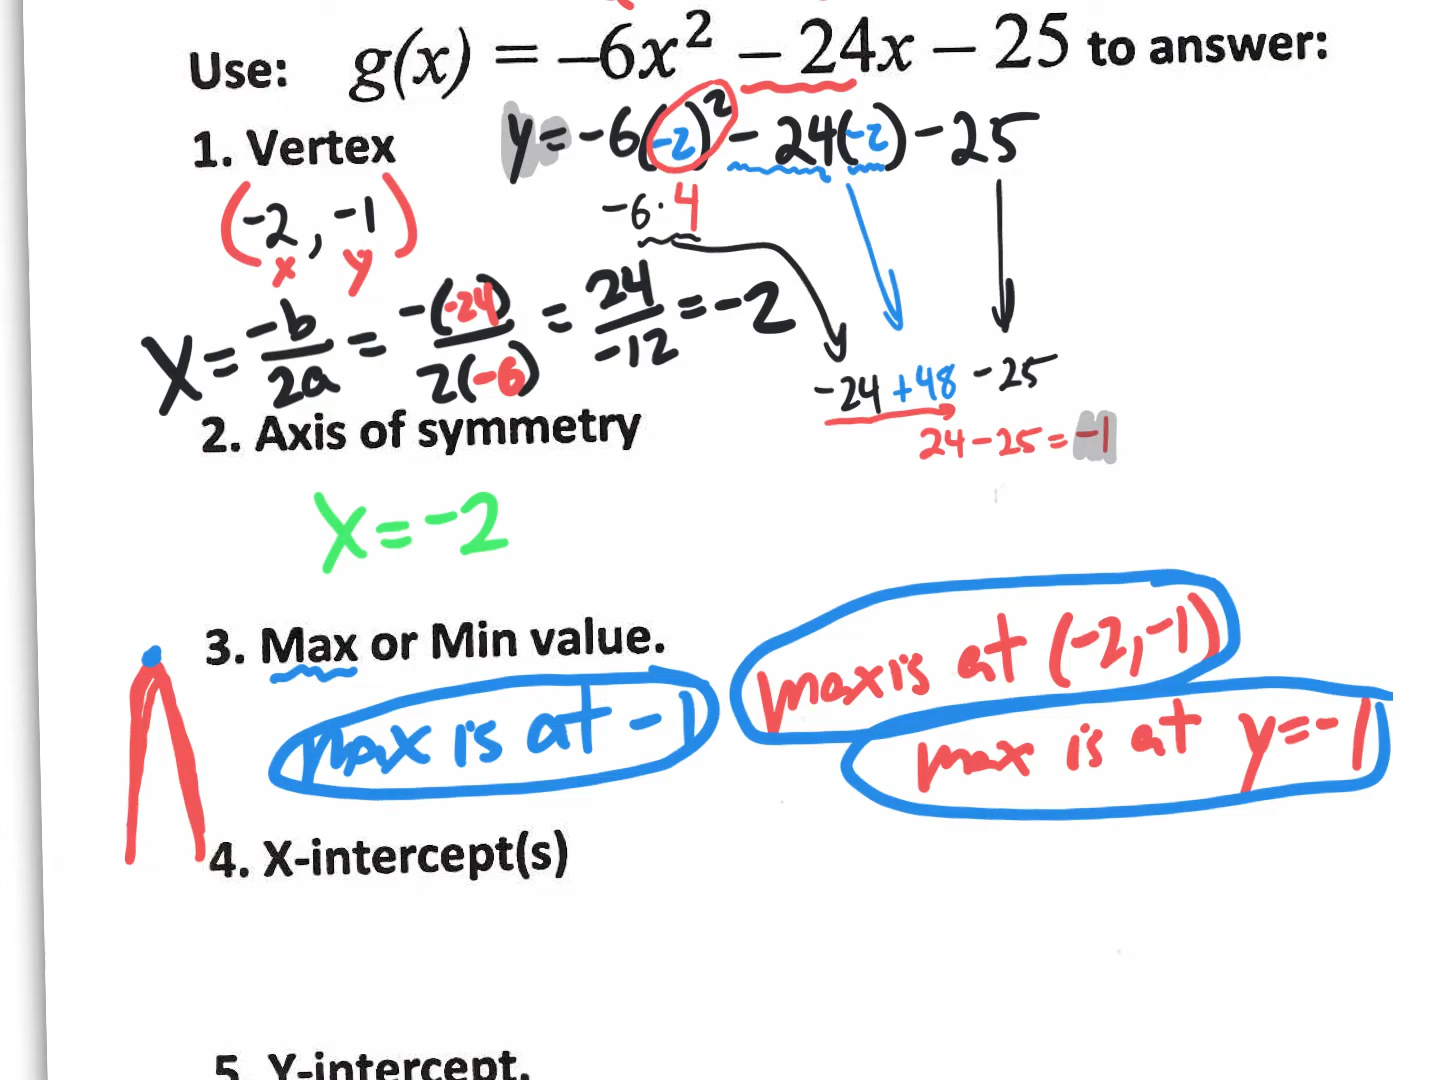 Use: g(x) = −6x² − 24x − 25 to answer:
1. Vertex
y = -6(-2)² - 24(-2) - 25
(-2, -1)
x y
-6·4
X = -b/2a = -(-24)/2(-6) = 24/-12 = -2
-24 +48 -25
24-25 = -1
2. Axis of symmetry
X = -2
3. Max or Min value.
max is at (-2, -1)
max is at -1
max is at y=-1
4. X-intercept(s)
5. Y-intercept.